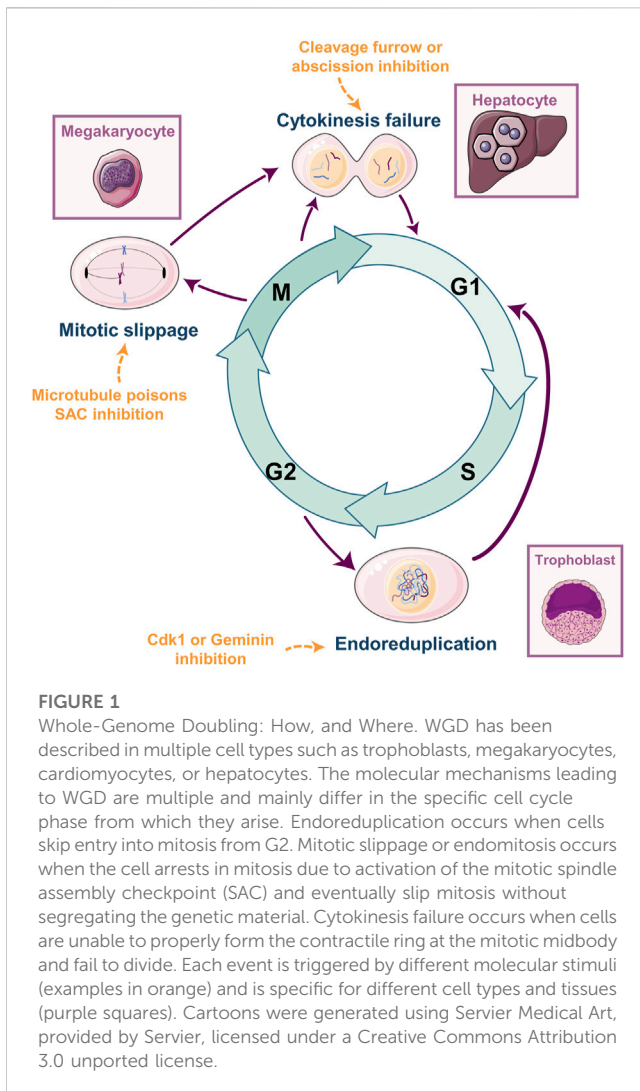 Cleavage furrow or
abscission inhibition
Cytokinesis failure
Hepatocyte
Megakaryocyte
M
G1
Mitotic slippage
Microtubule poisons
SAC inhibition
G2
S
Trophoblast
Cdk1 or Geminin
inhibition
Endoreduplication
FIGURE 1
Whole-Genome Doubling: How, and Where. WGD has been
described in multiple cell types such as trophoblasts, megakaryocytes,
cardiomyocytes, or hepatocytes. The molecular mechanisms leading
to WGD are multiple and mainly differ in the specific cell cycle
phase from which they arise. Endoreduplication occurs when cells
skip entry into mitosis from G2. Mitotic slippage or endomitosis occurs
when the cell arrests in mitosis due to activation of the mitotic spindle
assembly checkpoint (SAC) and eventually slip mitosis without
segregating the genetic material. Cytokinesis failure occurs when cells
are unable to properly form the contractile ring at the mitotic midbody
and fail to divide. Each event is triggered by different molecular stimuli
(examples in orange) and is specific for different cell types and tissues
(purple squares). Cartoons were generated using Servier Medical Art,
provided by Servier, licensed under a Creative Commons Attribution
3.0 unported license.